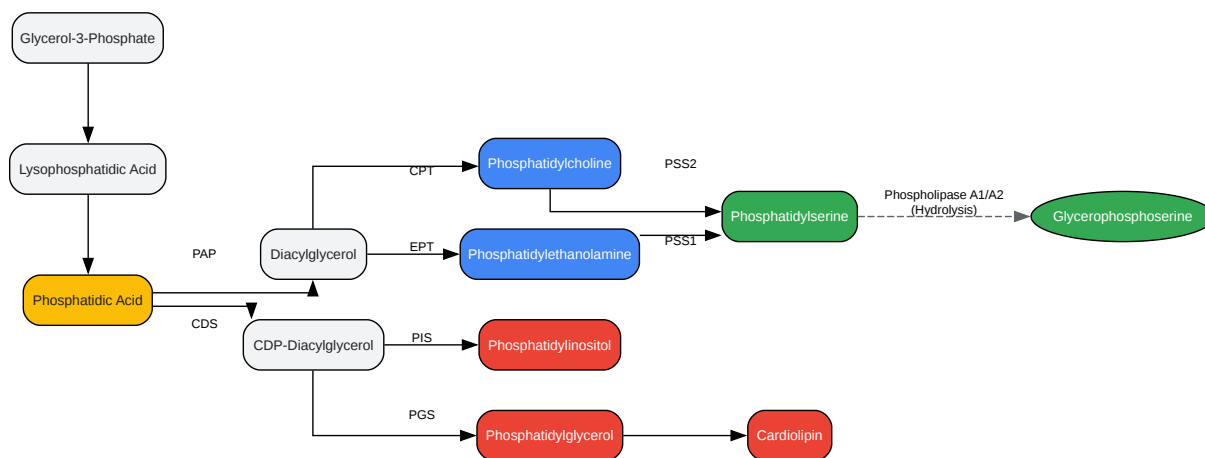 Glycerol-3-Phosphate
Lysophosphatidic Acid
Phosphatidic Acid
PAP
CDS
Diacylglycerol
CDP-Diacylglycerol
CPT
EPT
PIS
PGS
Phosphatidylcholine
Phosphatidylethanolamine
Phosphatidylinositol
Phosphatidylglycerol
PSS2
PSS1
Phosphatidylserine
Cardiolipin
Phospholipase A1/A2
(Hydrolysis)
Glycerophosphoserine